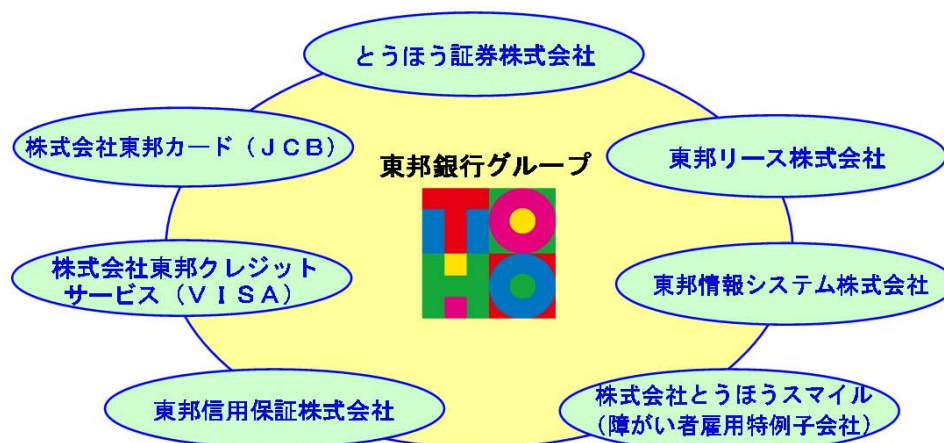 とうほう証券株式会社
株式会社東邦カード(JCB)
東邦銀行グループ
東邦リース株式会社
TO
HO
株式会社東邦クレジット
サービス(VISA)
東邦情報システム株式会社
東邦信用保証株式会社
株式会社とうほうスマイル
(障がい者雇用特例子会社)